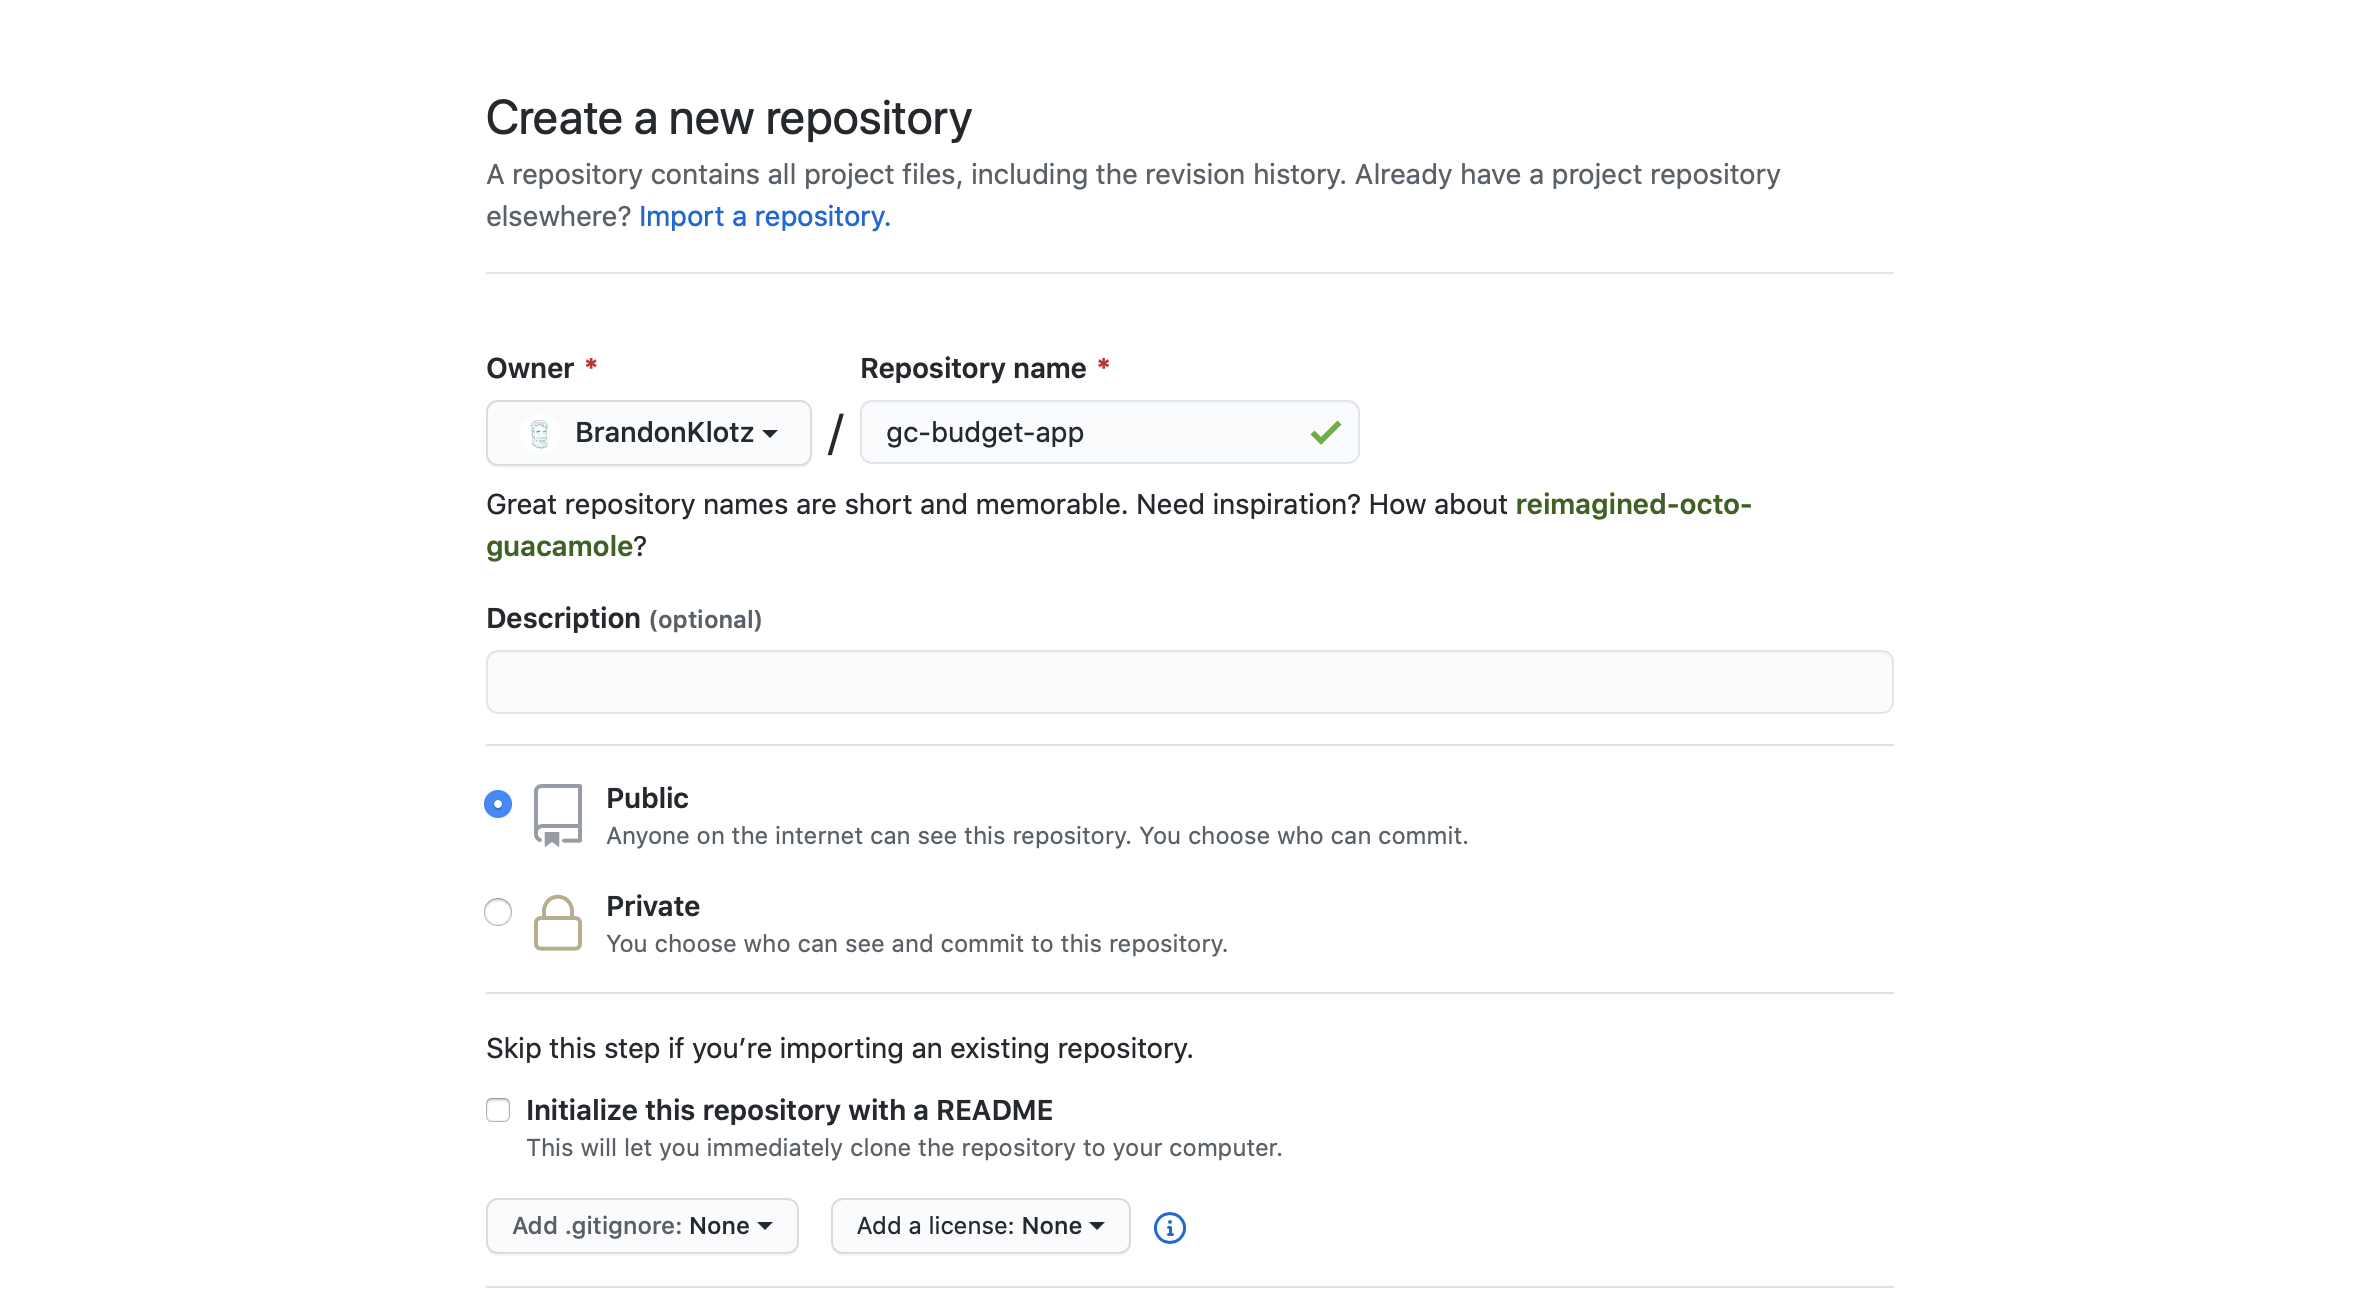 Create a new repository
A repository contains all project files, including the revision history. Already have a project repository
elsewhere? Import a repository.
Owner * Repository name *
BrandonKlotz / gc-budget-app
Great repository names are short and memorable. Need inspiration? How about reimagined-octo-
guacamole?
Description (optional)
Public
Anyone on the internet can see this repository. You choose who can commit.
Private
You choose who can see and commit to this repository.
Skip this step if you’re importing an existing repository.
Initialize this repository with a README
This will let you immediately clone the repository to your computer.
Add .gitignore: None Add a license: None